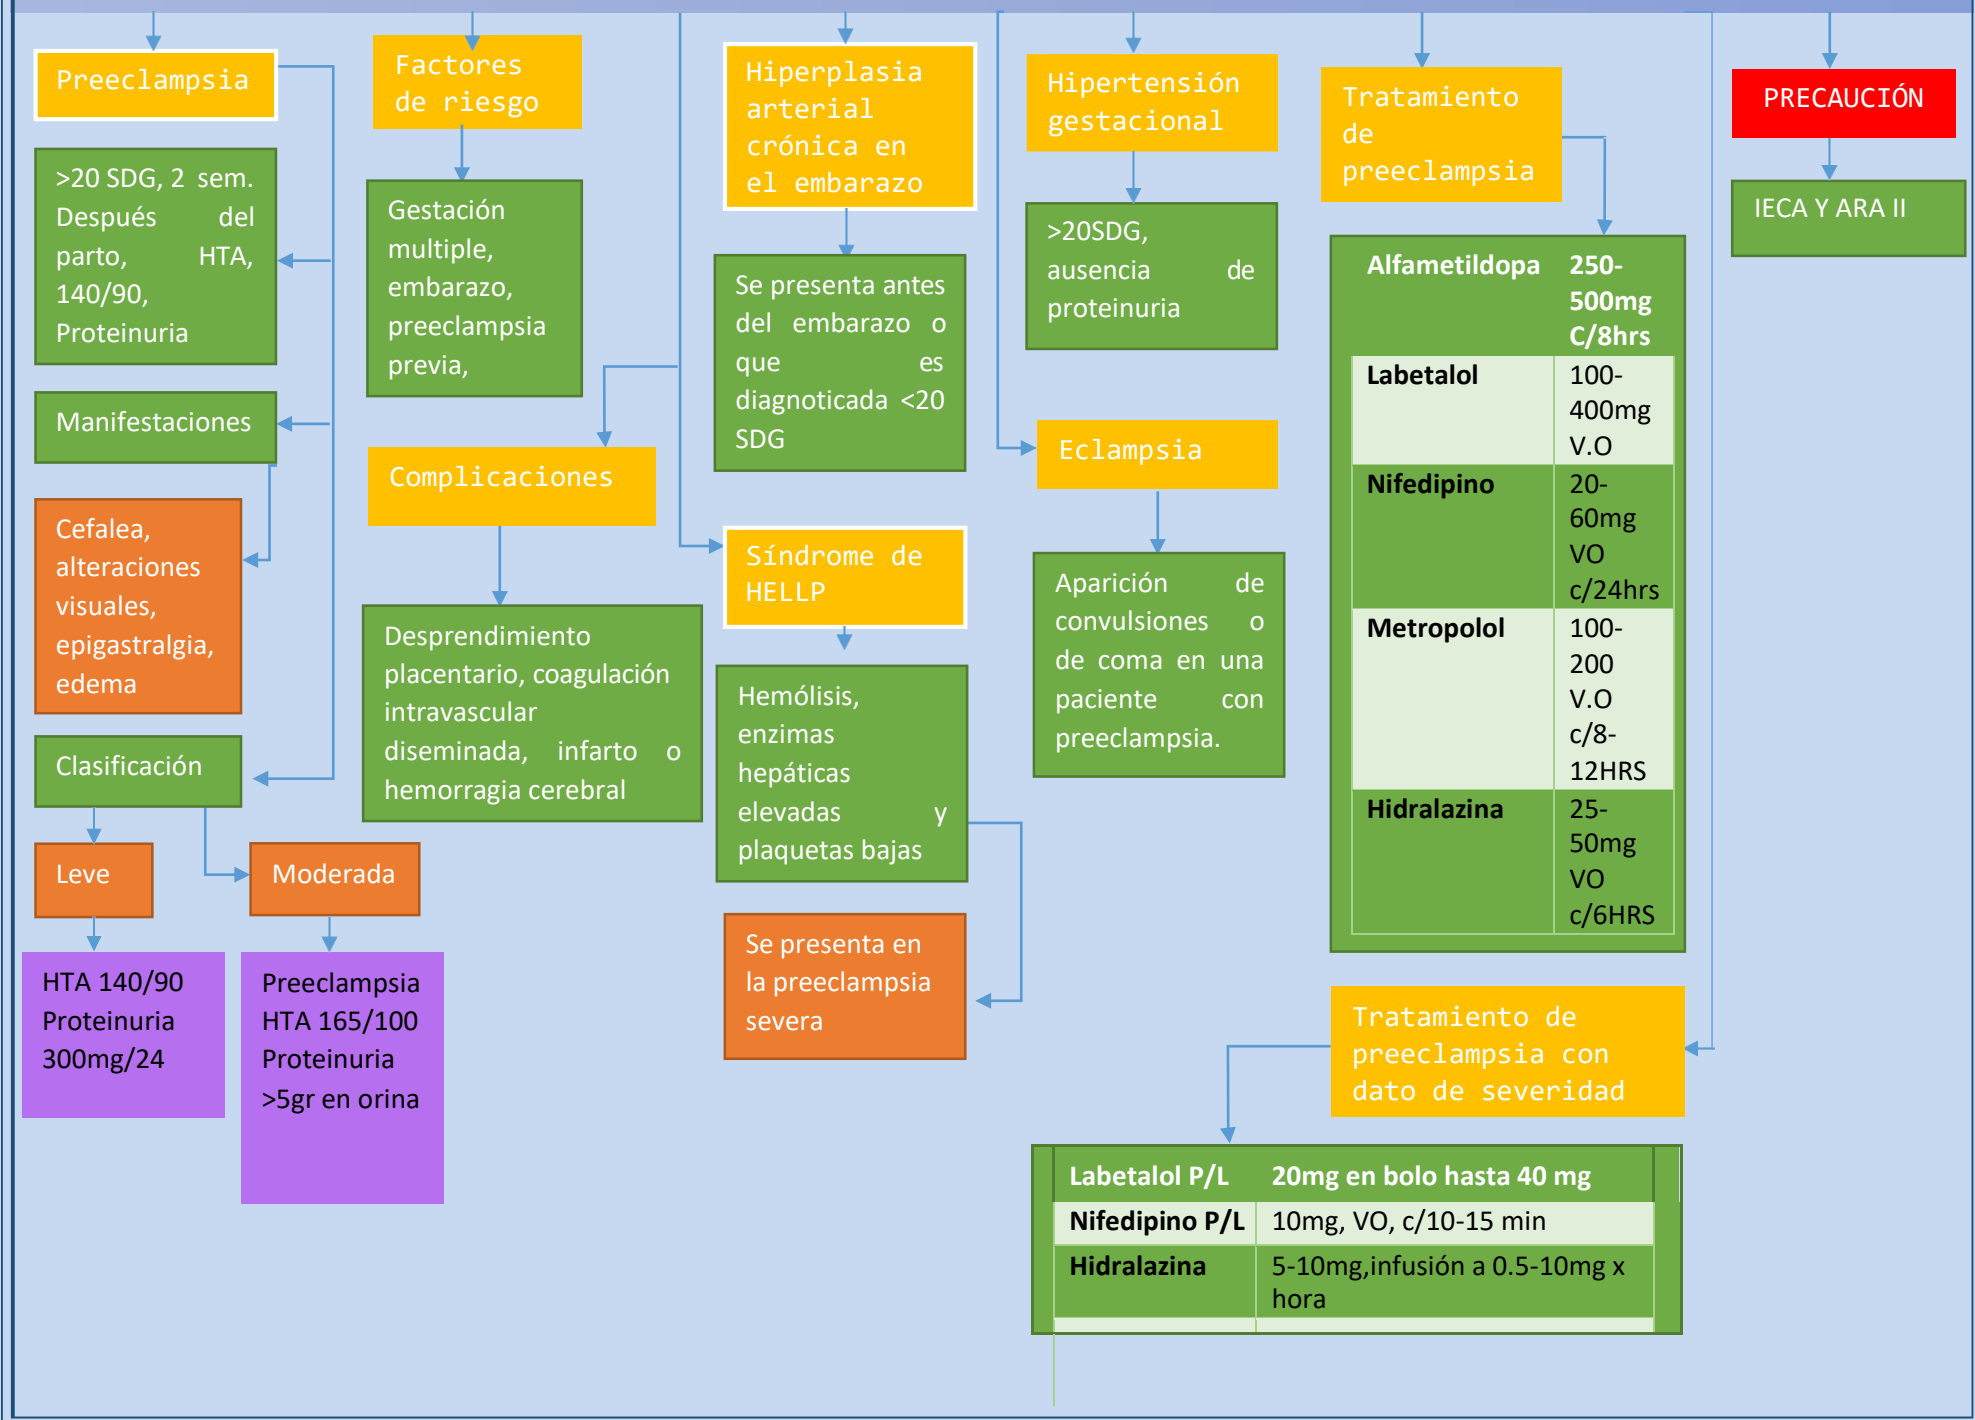 Preeclampsia
>20 SDG, 2 sem.
Después del
parto, HTA,
140/90,
Proteinuria
Manifestaciones
Cefalea,
alteraciones
visuales,
epigastralgia,
edema
Clasificación
Leve
Moderada
HTA 140/90
Proteinuria
300mg/24
Preeclampsia
HTA 165/100
Proteinuria
>5gr en orina
Factores
de riesgo
Gestación
multiple,
embarazo,
preeclampsia
previa,
Complicaciones
Desprendimiento
placentario, coagulación
intravascular
diseminada, infarto o
hemorragia cerebral
Hiperplasia
arterial
crónica en
el embarazo
Se presenta antes
del embarazo o
que es
diagnoticada <20
SDG
Síndrome de
HELLP
Hemólisis,
enzimas
hepáticas
elevadas y
plaquetas bajas
Se presenta en
la preeclampsia
severa
Hipertensión
gestacional
>20SDG,
ausencia de
proteinuria
Eclampsia
Aparición de
convulsiones o
de coma en una
paciente con
preeclampsia.
Tratamiento
de
preeclampsia
Alfametildopa 250-
500mg
C/8hrs
Labetalol 100-
400mg
V.O
Nifedipino 20-
60mg
VO
c/24hrs
Metropolol 100-
200
V.O
c/8-
12HRS
Hidralazina 25-
50mg
VO
c/6HRS
Tratamiento de
preeclampsia con
dato de severidad
Labetalol P/L 20mg en bolo hasta 40 mg
Nifedipino P/L 10mg, VO, c/10-15 min
Hidralazina 5-10mg,infusión a 0.5-10mg x
hora
PRECAUCIÓN
IECA Y ARA II